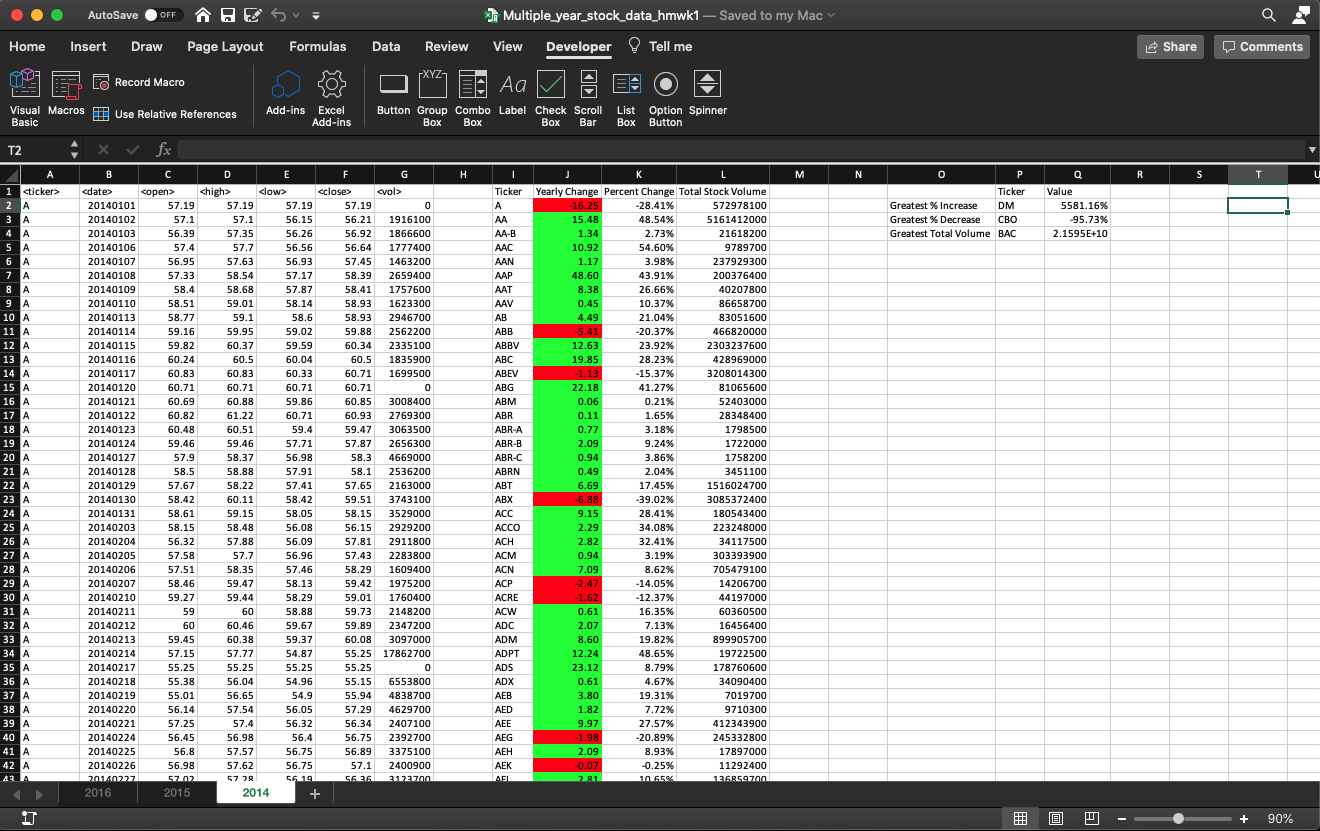 AutoSave OFF Multiple_year_stock_data_hmwk1 — Saved to my Mac
Home Insert Draw Page Layout Formulas Data Review View Developer Tell me Share Comments
Visual Basic Macros Record Macro Use Relative References Add-ins Excel Add-ins Button Group Box Combo Box Label Check Box Scroll Bar List Box Option Button Spinner
XYZ Aa
T2 fx
A B C D E F G H I J K L M N O P Q R S T U
1 <ticker> <date> <open> <high> <low> <close> <vol> Ticker Yearly Change Percent Change Total Stock Volume Ticker Value
2 A 20140101 57.19 57.19 57.19 57.19 0 A -16.25 -28.41% 572978100 Greatest % Increase DM 5581.16%
3 A 20140102 57.1 57.1 56.15 56.21 1916100 AA 15.48 48.54% 5161412000 Greatest % Decrease CBO -95.73%
4 A 20140103 56.39 57.35 56.26 56.92 1866600 AA-B 1.34 2.73% 21618200 Greatest Total Volume BAC 2.1595E+10
5 A 20140106 57.4 57.7 56.56 56.64 1777400 AAC 10.92 54.60% 9789700
6 A 20140107 56.95 57.63 56.93 57.45 1463200 AAN 1.17 3.98% 237929300
7 A 20140108 57.33 58.54 57.17 58.39 2659400 AAP 48.60 43.91% 200376400
8 A 20140109 58.4 58.68 57.87 58.41 1757600 AAT 8.38 26.66% 40207800
9 A 20140110 58.51 59.01 58.14 58.93 1623300 AAV 0.45 10.37% 86658700
10 A 20140113 58.77 59.1 58.6 58.93 2946700 AB 4.49 21.04% 83051600
11 A 20140114 59.16 59.95 59.02 59.88 2562200 ABB -5.41 -20.37% 466820000
12 A 20140115 59.82 60.37 59.59 60.34 2335100 ABBV 12.63 23.92% 2303237600
13 A 20140116 60.24 60.5 60.04 60.5 1835900 ABC 19.85 28.23% 428969000
14 A 20140117 60.83 60.83 60.33 60.71 1699500 ABEV -1.13 -15.37% 3208014300
15 A 20140120 60.71 60.71 60.71 60.71 0 ABG 22.18 41.27% 81065600
16 A 20140121 60.69 60.88 59.86 60.85 3008400 ABM 0.06 0.21% 52403000
17 A 20140122 60.82 61.22 60.71 60.93 2769300 ABR 0.11 1.65% 28348400
18 A 20140123 60.48 60.51 59.4 59.47 3063500 ABR-A 0.77 3.18% 1798500
19 A 20140124 59.46 59.46 57.71 57.87 2656300 ABR-B 2.09 9.24% 1722000
20 A 20140127 57.9 58.37 56.98 58.3 4669000 ABR-C 0.94 3.86% 1758200
21 A 20140128 58.5 58.88 57.91 58.1 2536200 ABRN 0.49 2.04% 3451100
22 A 20140129 57.67 58.22 57.41 57.65 2163000 ABT 6.69 17.45% 1516024700
23 A 20140130 58.42 60.11 58.42 59.51 3743100 ABX -6.88 -39.02% 3085372400
24 A 20140131 58.61 59.15 58.05 58.15 3529000 ACC 9.15 28.41% 180543400
25 A 20140203 58.15 58.48 56.08 56.15 2929200 ACCO 2.29 34.08% 223248000
26 A 20140204 56.32 57.88 56.09 57.81 2911800 ACH 2.82 32.41% 34117500
27 A 20140205 57.58 57.7 56.96 57.43 2283800 ACM 0.94 3.19% 303393900
28 A 20140206 57.51 58.35 57.46 58.29 1609400 ACN 7.09 8.62% 705479100
29 A 20140207 58.46 59.47 58.13 59.42 1975200 ACP -2.47 -14.05% 14206700
30 A 20140210 59.27 59.44 58.29 59.01 1760400 ACRE -1.62 -12.37% 44197000
31 A 20140211 59 60 58.88 59.73 2148200 ACW 0.61 16.35% 60360500
32 A 20140212 60 60.46 59.67 59.89 2347200 ADC 2.07 7.13% 16456400
33 A 20140213 59.45 60.38 59.37 60.08 3097000 ADM 8.60 19.82% 899905700
34 A 20140214 57.15 57.77 54.87 55.25 17862700 ADPT 12.24 48.65% 19722500
35 A 20140217 55.25 55.25 55.25 55.25 0 ADS 23.12 8.79% 178760600
36 A 20140218 55.38 56.04 54.96 55.15 6553800 ADX 0.61 4.67% 34090400
37 A 20140219 55.01 56.65 54.9 55.94 4838700 AEB 3.80 19.31% 7019700
38 A 20140220 56.14 57.54 56.05 57.29 4629700 AED 1.82 7.72% 9710300
39 A 20140221 57.25 57.4 56.32 56.34 2407100 AEE 9.97 27.57% 412343900
40 A 20140224 56.45 56.98 56.4 56.75 2392700 AEG -1.98 -20.89% 245332800
41 A 20140225 56.8 57.57 56.75 56.89 3375100 AEH 2.09 8.93% 17897000
42 A 20140226 56.98 57.62 56.75 57.1 2400900 AEK -0.07 -0.25% 11292400
43 A 20140227 57.02 57.28 56.19 56.36 3123700 AEL 2.81 10.65% 136859700
2016 2015 2014 +
90%